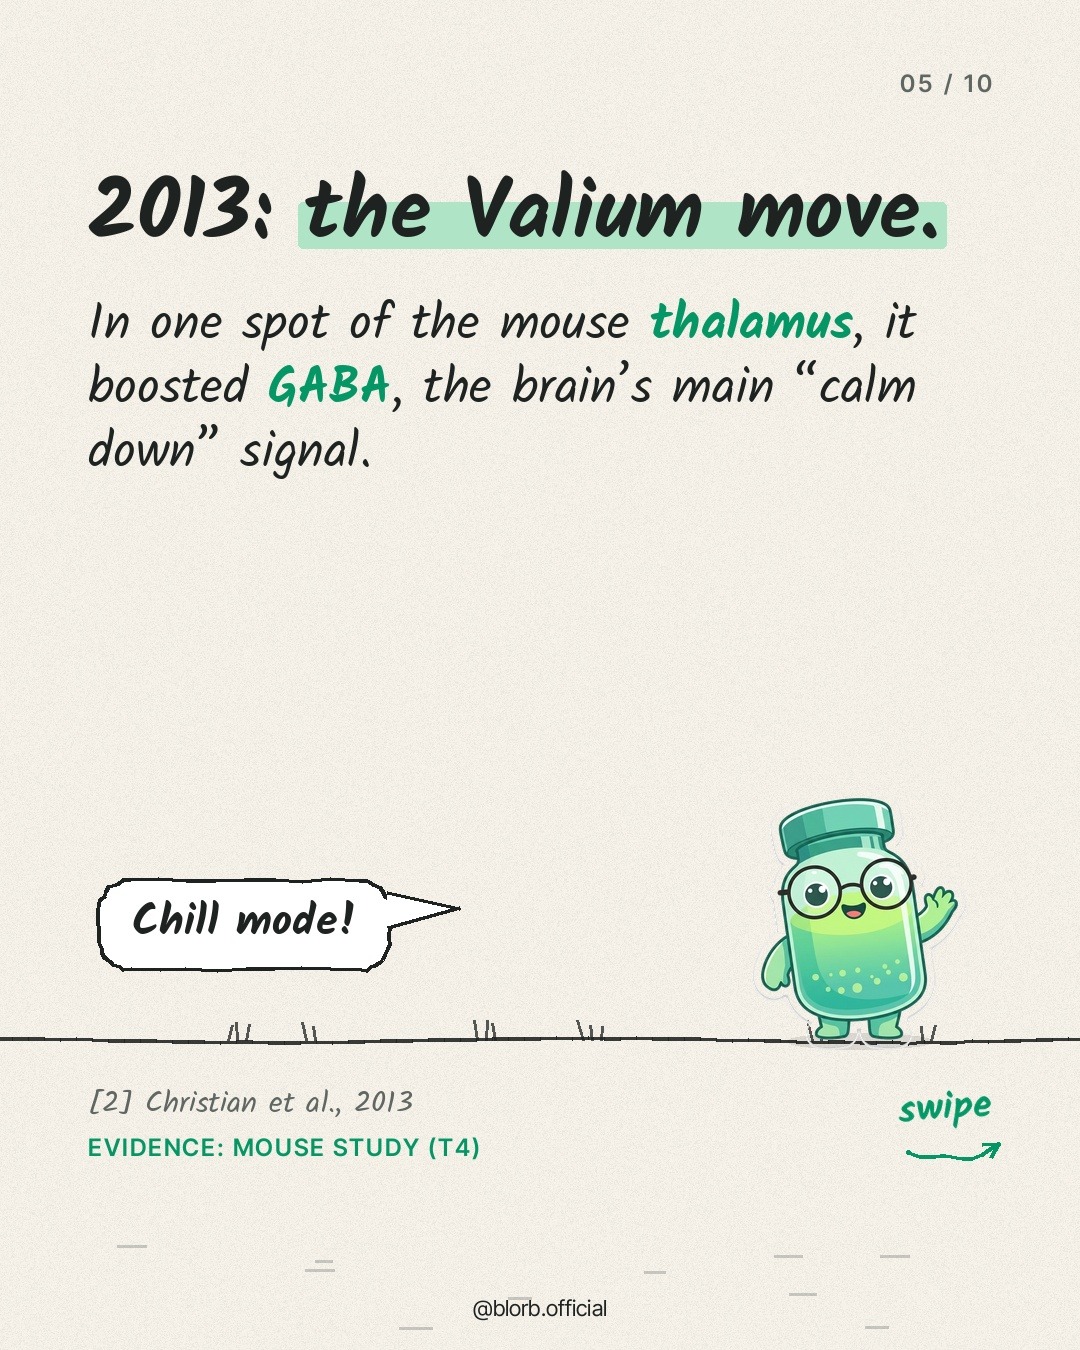 05 / 10
2013: the Valium move.
In one spot of the mouse thalamus, it
boosted GABA, the brain’s main “calm
down” signal.
Chill mode!
[2] Christian et al., 2013
EVIDENCE: MOUSE STUDY (T4)
swipe
@blorb.official